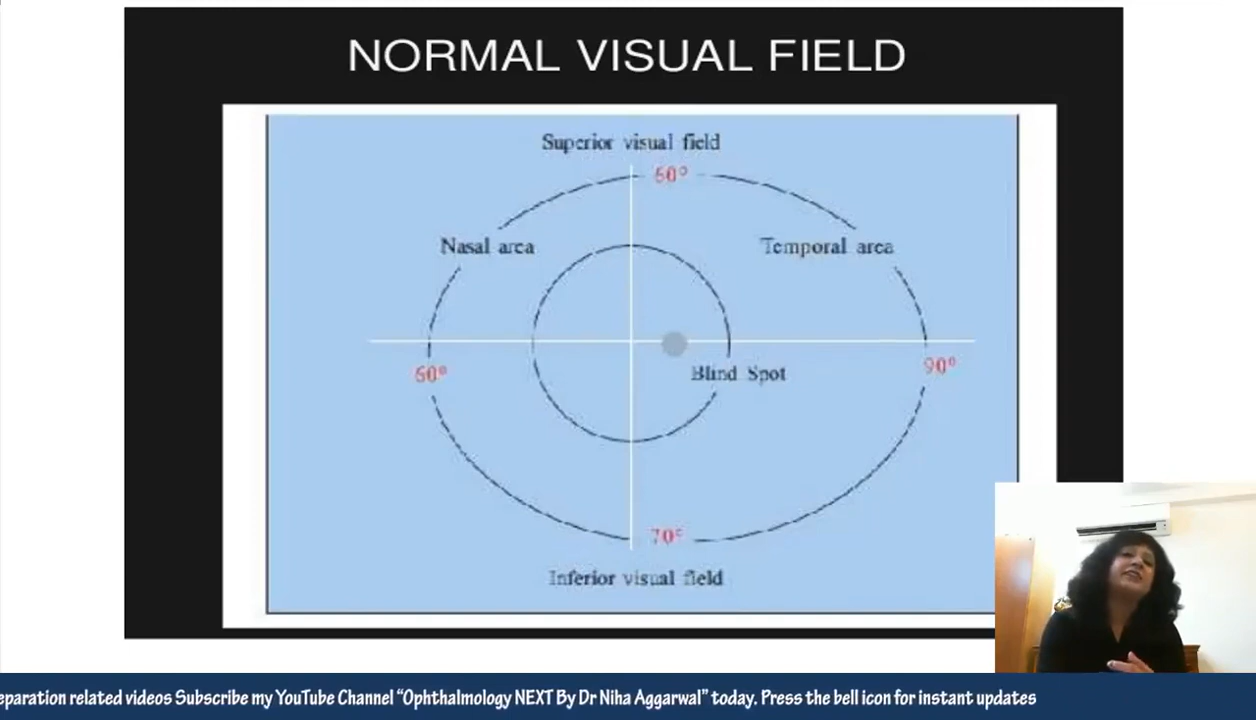 NORMAL VISUAL FIELD
Superior visual field
60°
Nasal area
Temporal area
60°
Blind Spot
90°
70°
Inferior visual field
eparation related videos Subscribe my YouTube Channel “Ophthalmology NEXT By Dr Niha Aggarwal” today. Press the bell icon for instant updates